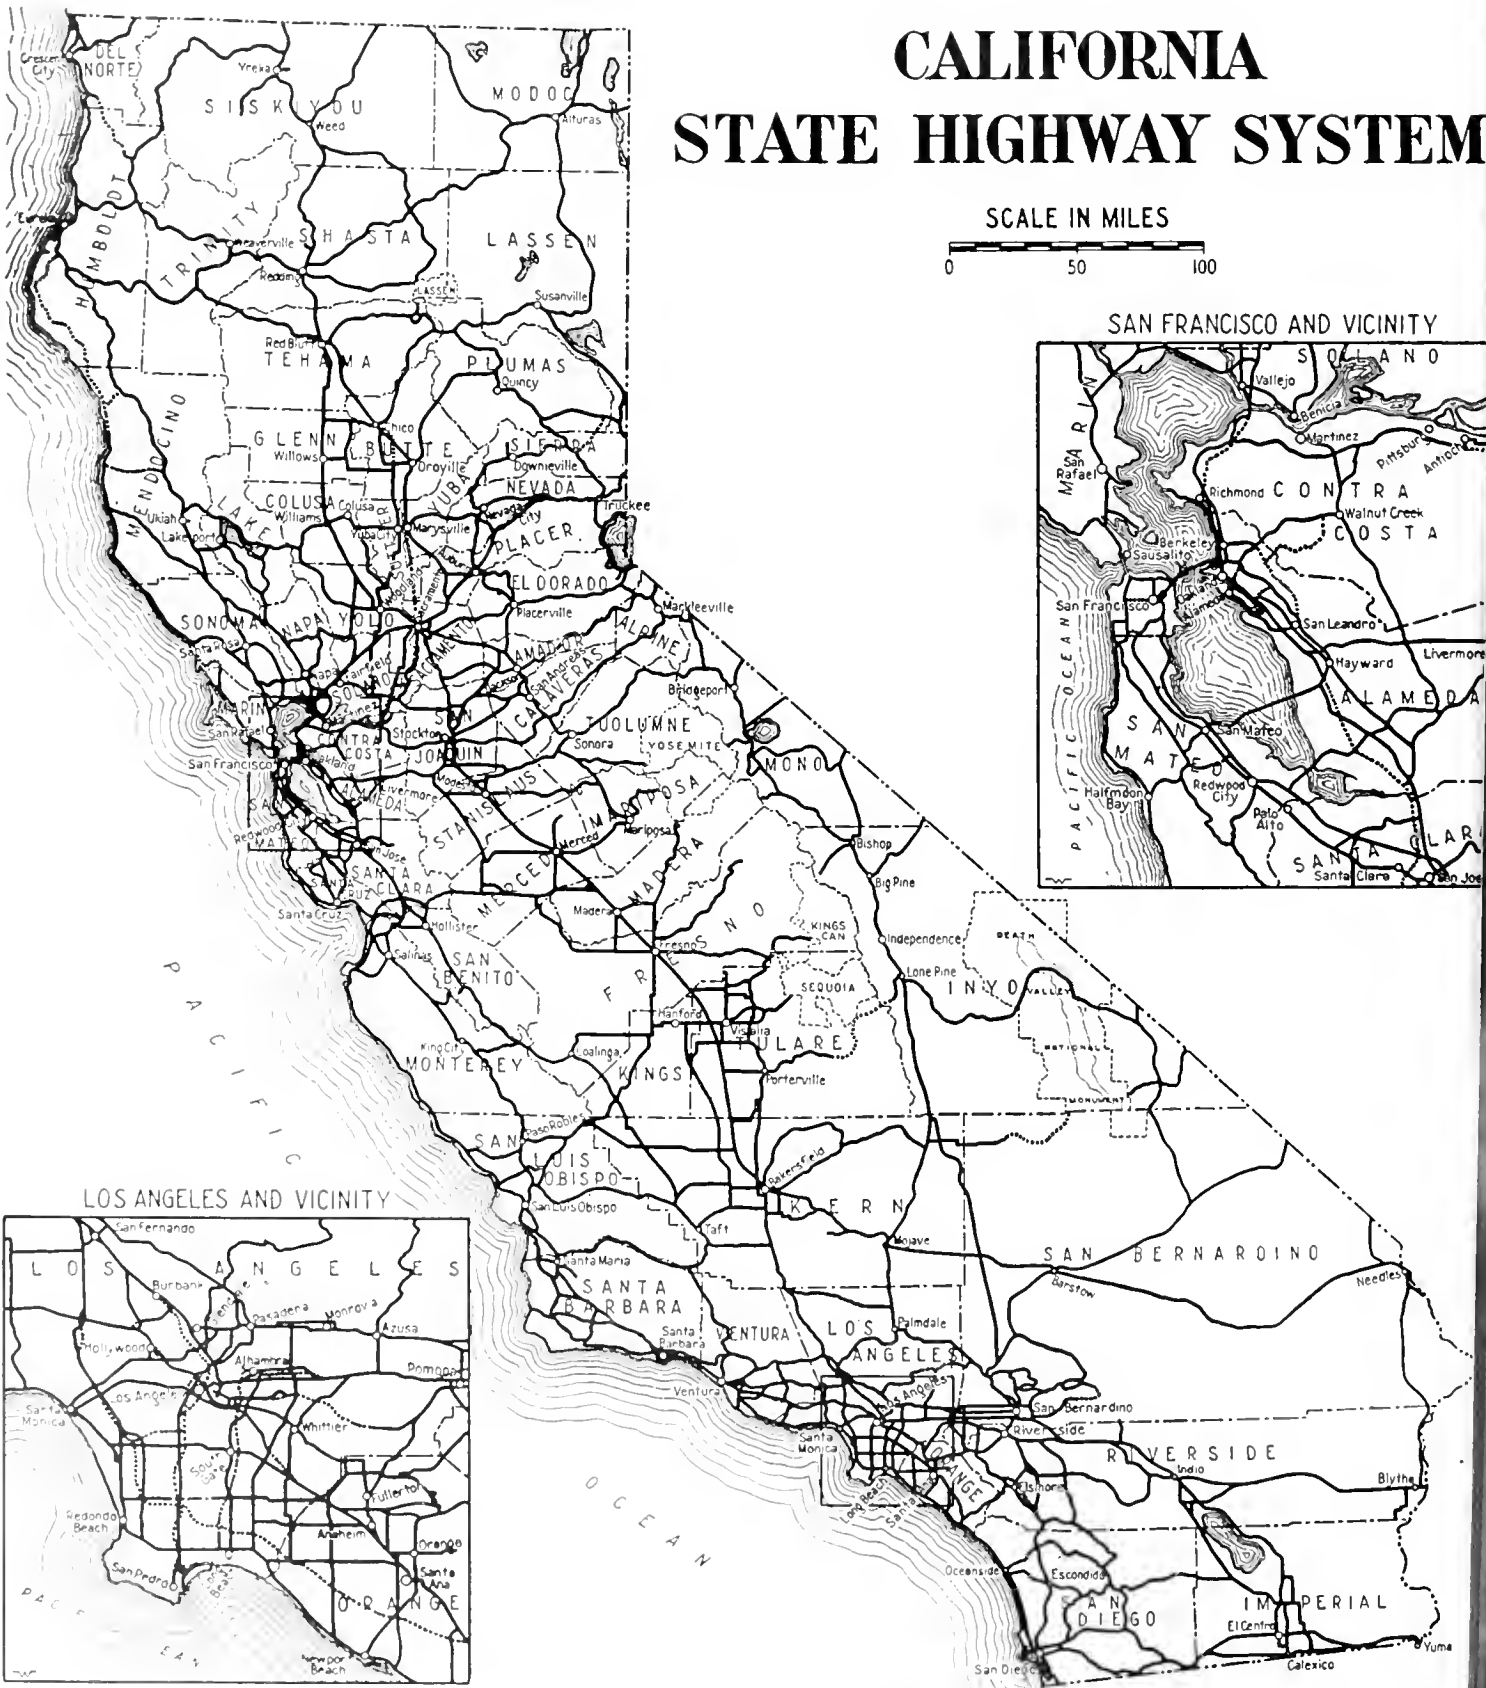 CALIFORNIA
STATE HIGHWAY SYSTEM
SCALE IN MILES
0 50 100
Crescent City
DEL NORTE
Yreka
SISKIYOU
Weed
MODOC
Alturas
HUMBOLDT
TRINITY
Weaverville
SHASTA
Redding
LASSEN
LASSEN
Susanville
Red Bluff
TEHAMA
PLUMAS
Quincy
MENDOCINO
GLENN
Willows
Chico
BUTTE
Oroville
SIERRA
Downieville
YUBA
NEVADA
Nevada City
Truckee
COLUSA
Colusa
Williams
LAKE
Ukiah
Lakeport
Yuba City
Marysville
SUTTER
PLACER
EL DORADO
Placerville
Woodland
Sacramento
Markleeville
ALPINE
SONOMA
Santa Rosa
NAPA
YOLO
Napa
Fairfield
SOLANO
SACRAMENTO
AMADOR
Jackson
San Andreas
CALAVERAS
Bridgeport
MARIN
San Rafael
Martinez
CONTRA COSTA
Stockton
SAN JOAQUIN
TUOLUMNE
Sonora
YOSEMITE
MONO
San Francisco
Oakland
ALAMEDA
Livermore
Modesto
STANISLAUS
MARIPOSA
Mariposa
Redwood City
SAN MATEO
San Jose
SANTA CLARA
SANTA CRUZ
Santa Cruz
MERCED
Merced
MADERA
Madera
Bishop
Big Pine
Hollister
Salinas
SAN BENITO
FRESNO
Fresno
KINGS CAN
SEQUOIA
Independence
Lone Pine
INYO
DEATH
VALLEY
NATIONAL
MONUMENT
King City
MONTEREY
Coalinga
Hanford
Visalia
TULARE
KINGS
Porterville
Paso Robles
SAN LUIS OBISPO
San Luis Obispo
Bakersfield
KERN
Taft
Mojave
SAN BERNARDINO
Barstow
Needles
Santa Maria
SANTA BARBARA
Santa Barbara
VENTURA
Ventura
LOS ANGELES
Palmdale
Los Angeles
San Bernardino
Riverside
RIVERSIDE
Santa Monica
Long Beach
Santa Ana
ORANGE
Elsinore
Indio
Blythe
Oceanside
Escondido
SAN DIEGO
San Diego
IMPERIAL
El Centro
Calexico
Yuma
PACIFIC OCEAN
SAN FRANCISCO AND VICINITY
SOLANO
MARIN
Vallejo
Benicia
Martinez
Pittsburg
Antioch
San Rafael
Richmond
CONTRA COSTA
Walnut Creek
Berkeley
Sausalito
Oakland
Alameda
San Francisco
San Leandro
Hayward
Livermore
ALAMEDA
SAN MATEO
San Mateo
Redwood City
Halfmoon Bay
Palo Alto
SANTA CLAR
Santa Clara
San Jose
PACIFIC OCEAN
LOS ANGELES AND VICINITY
San Fernando
LOS ANGELES
Burbank
Glendale
Pasadena
Monrovia
Azusa
Hollywood
Alhambra
Pomona
Los Angeles
Santa Monica
Whittier
South Gate
Fullerton
Redondo Beach
Anaheim
Orange
San Pedro
Long Beach
Santa Ana
ORANGE
Newport Beach